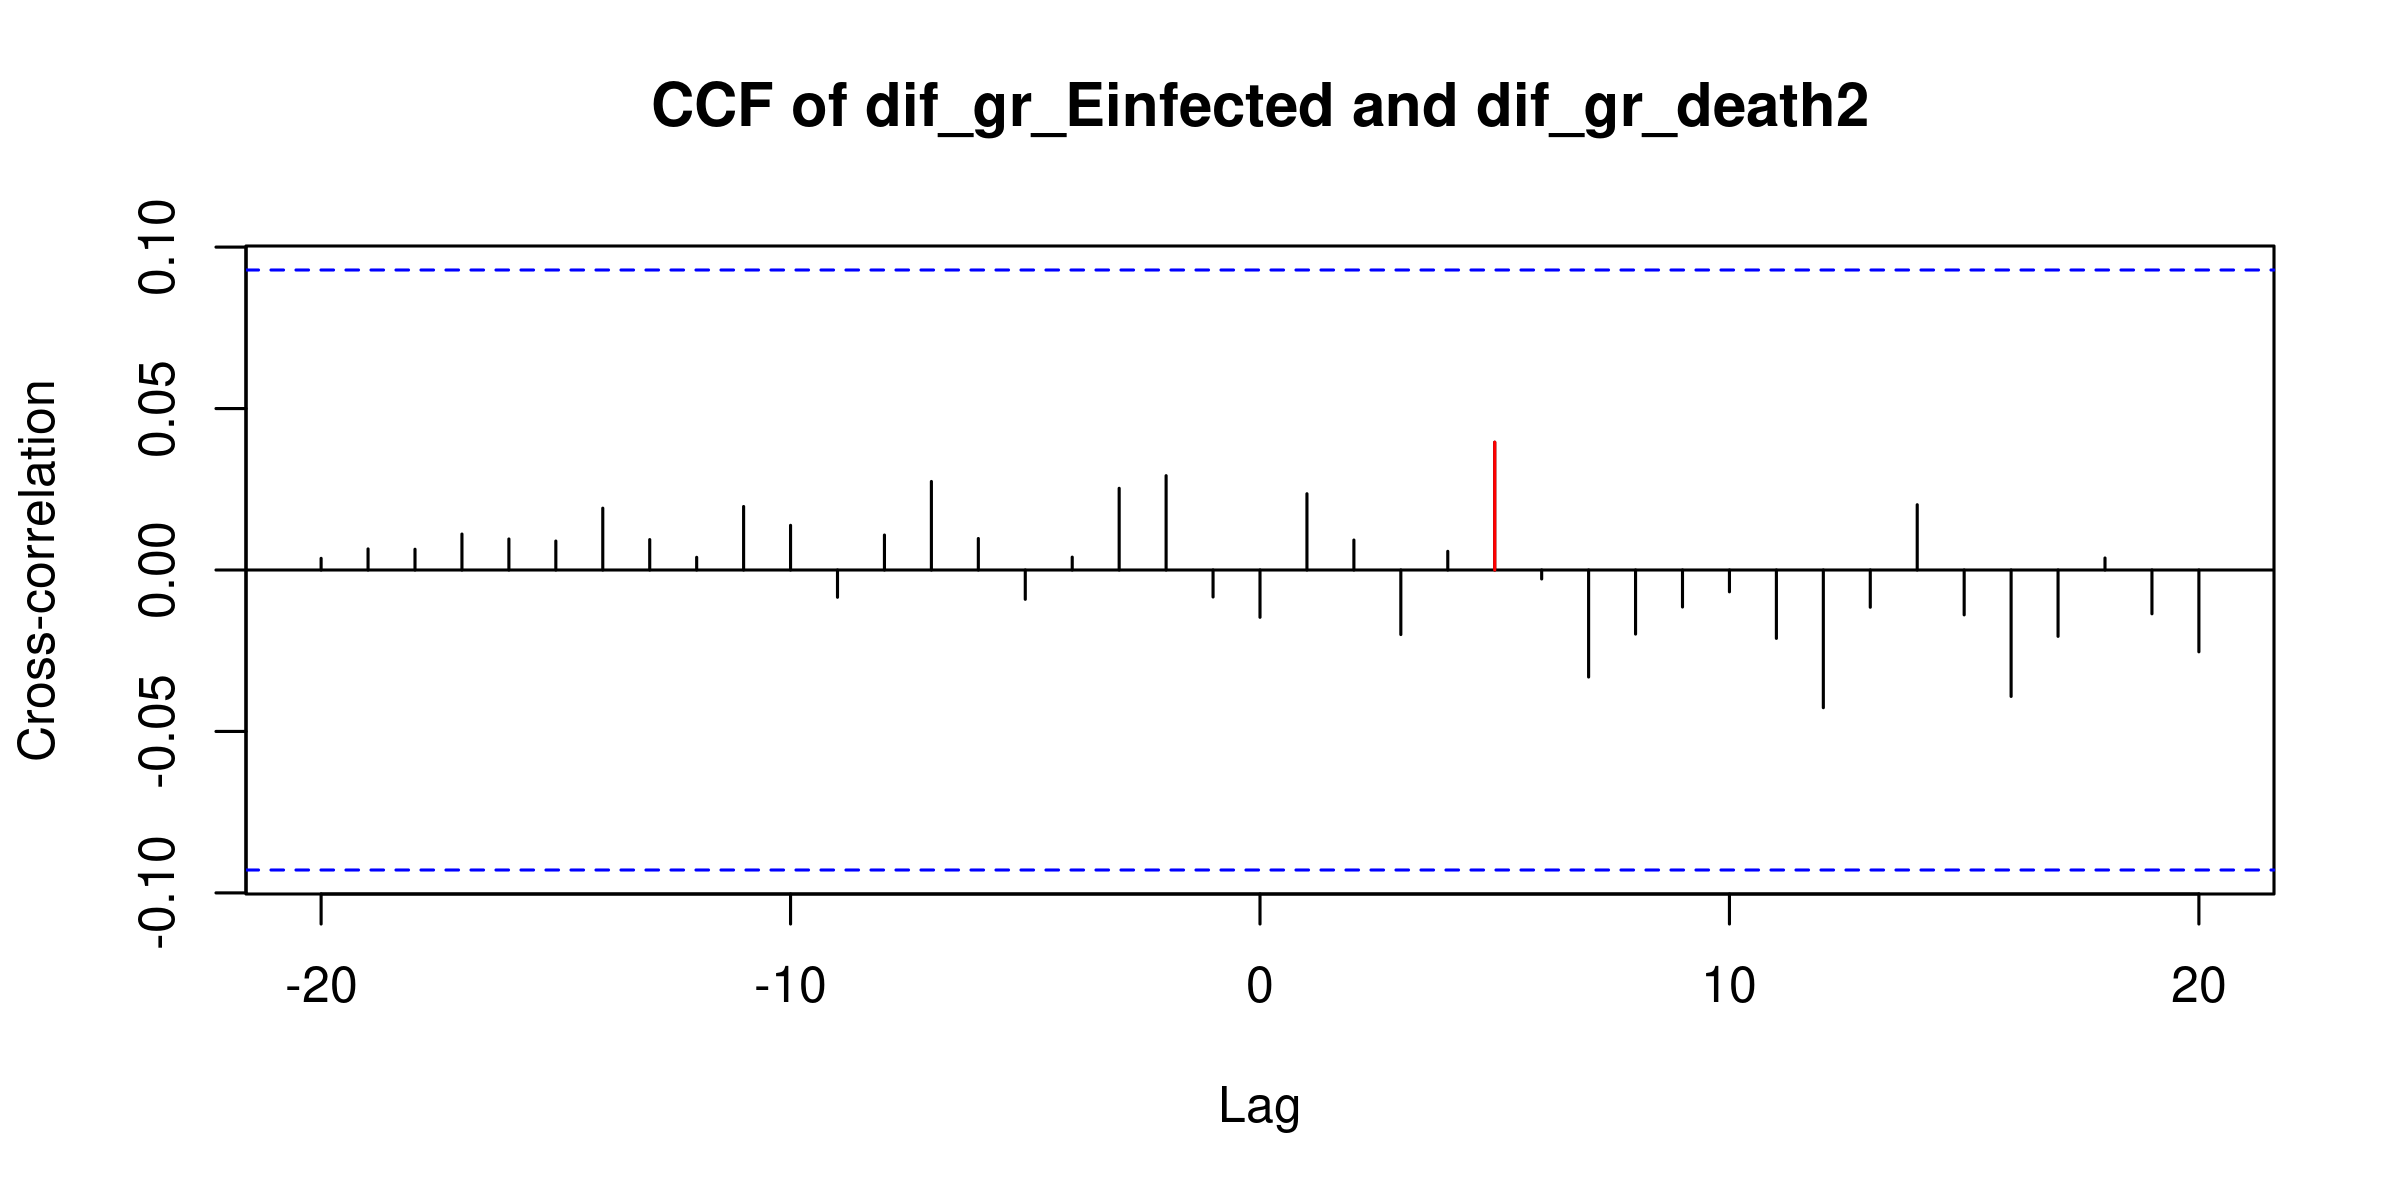 CCF of dif_gr_Einfected and dif_gr_death2
Cross-correlation
0.10
0.05
0.00
-0.05
-0.10
-20 -10 0 10 20
Lag